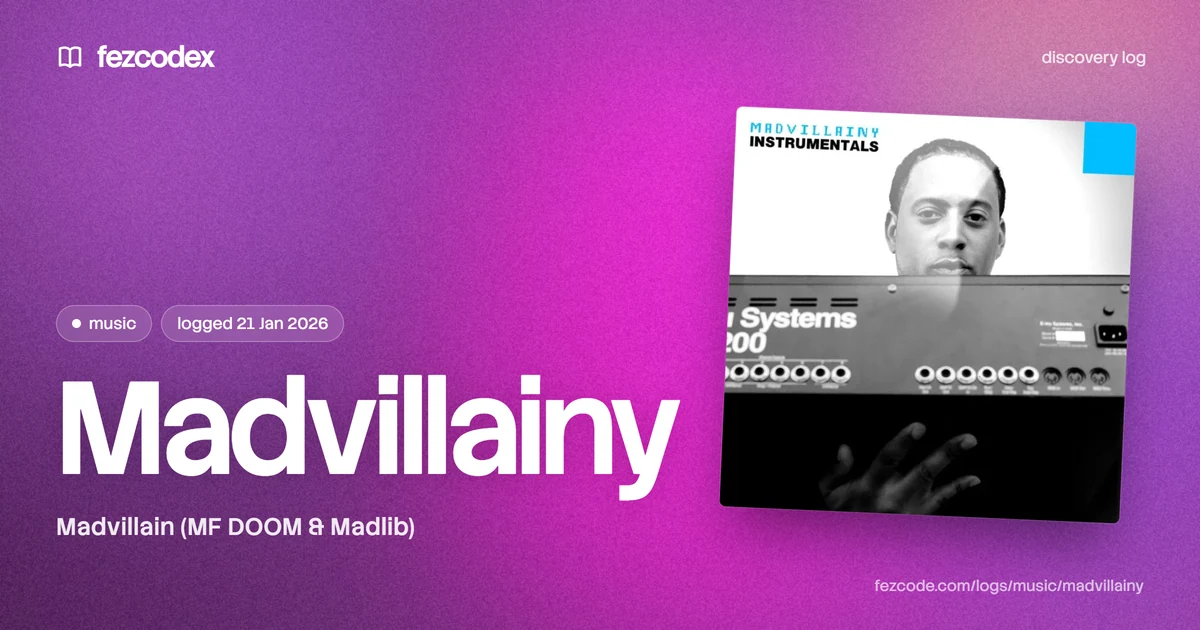 fezcodex
discovery log
MADVILLAINY
INSTRUMENTALS
Systems
200
music
logged 21 Jan 2026
Madvillainy
Madvillain (MF DOOM & Madlib)
fezcode.com/logs/music/madvillainy